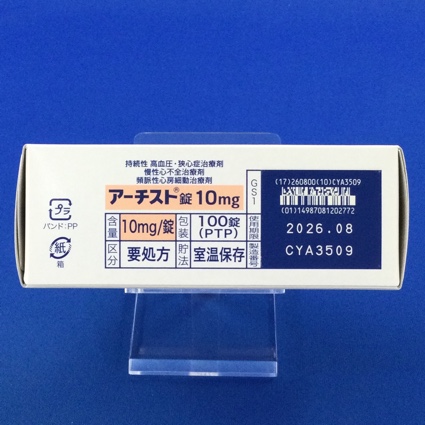 持続性 高血圧・狭心症治療剤
慢性心不全治療剤
頻脈性心房細動治療剤
アーチスト®錠 10mg
含量 10mg/錠 包装 100錠(PTP)
区分 要処方 貯法 室温保存
プラ
バンド:PP
紙
箱
GS1
(17)260800(10)CYA3509
(01)14987081202772
使用期限 2026.08
製造番号 CYA3509